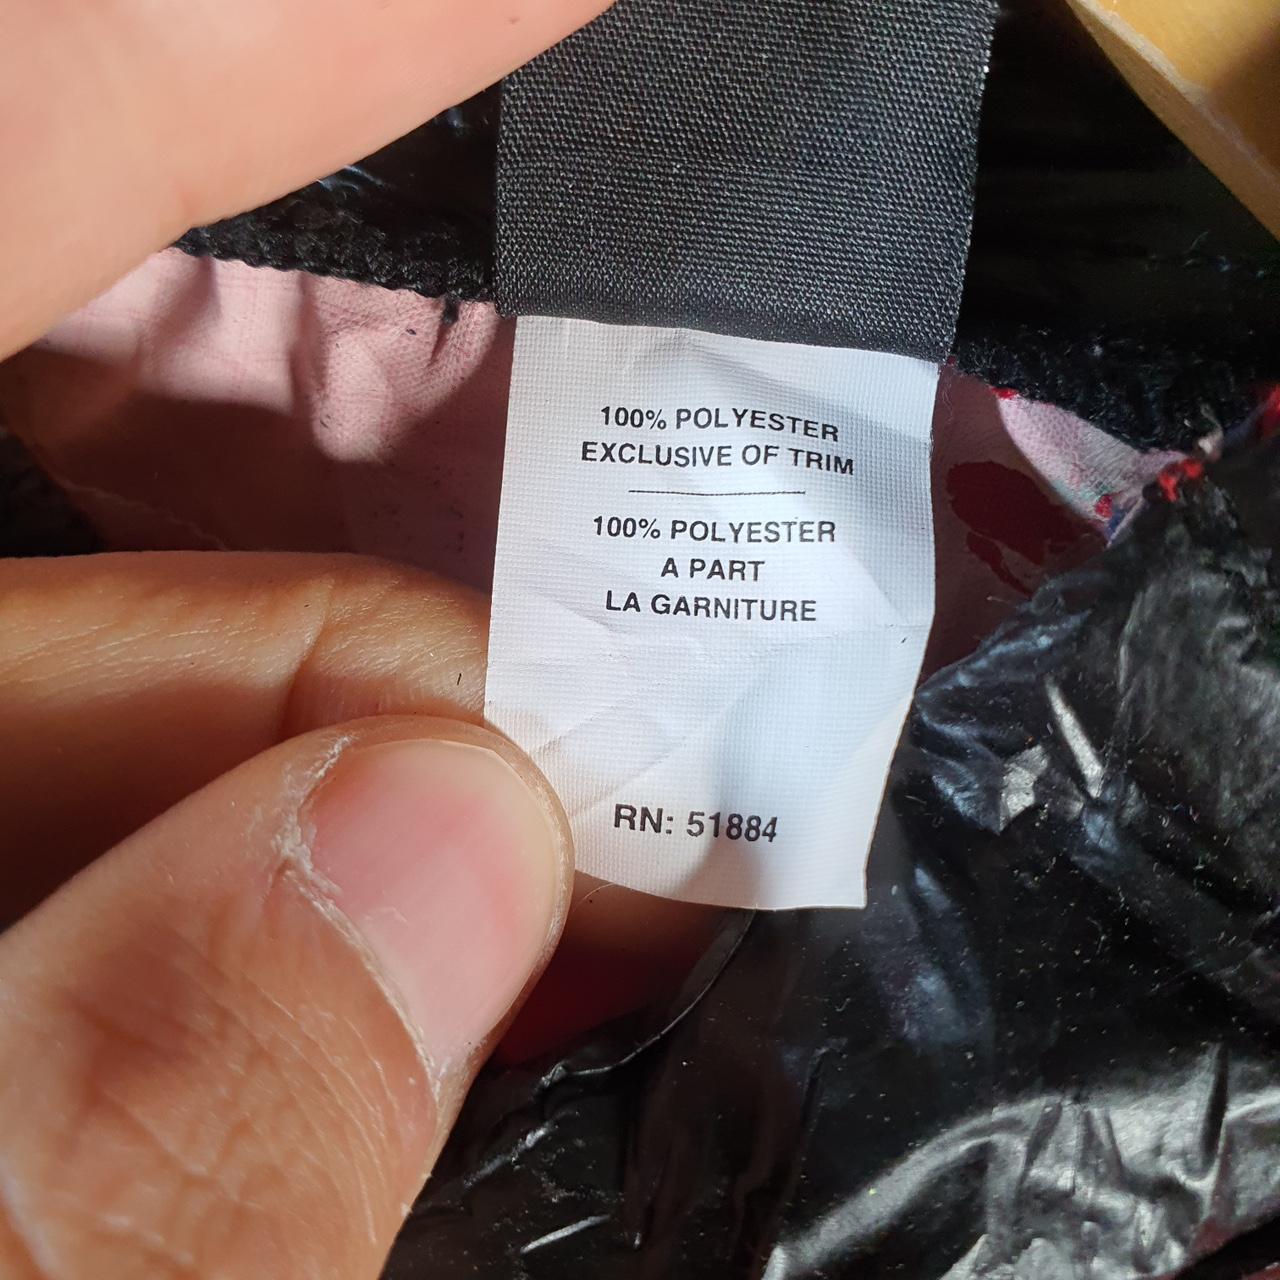 100% POLYESTER
EXCLUSIVE OF TRIM
100% POLYESTER
A PART
LA GARNITURE
RN: 51884